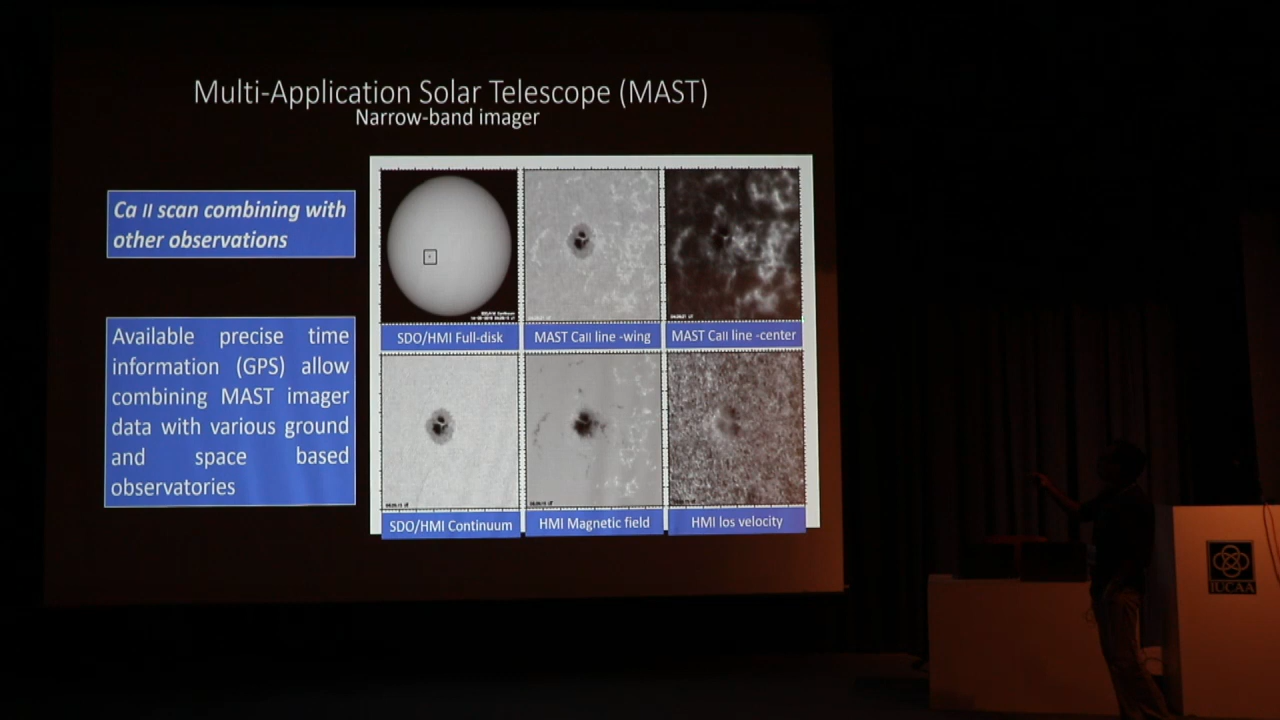 Multi-Application Solar Telescope (MAST)
Narrow-band imager
Ca II scan combining with
other observations
Available precise time
information (GPS) allow
combining MAST imager
data with various ground
and space based
observatories
SDO/HMI Full-disk
MAST CaII line -wing
MAST CaII line -center
SDO/HMI Continuum
HMI Magnetic field
HMI los velocity
IUCAA